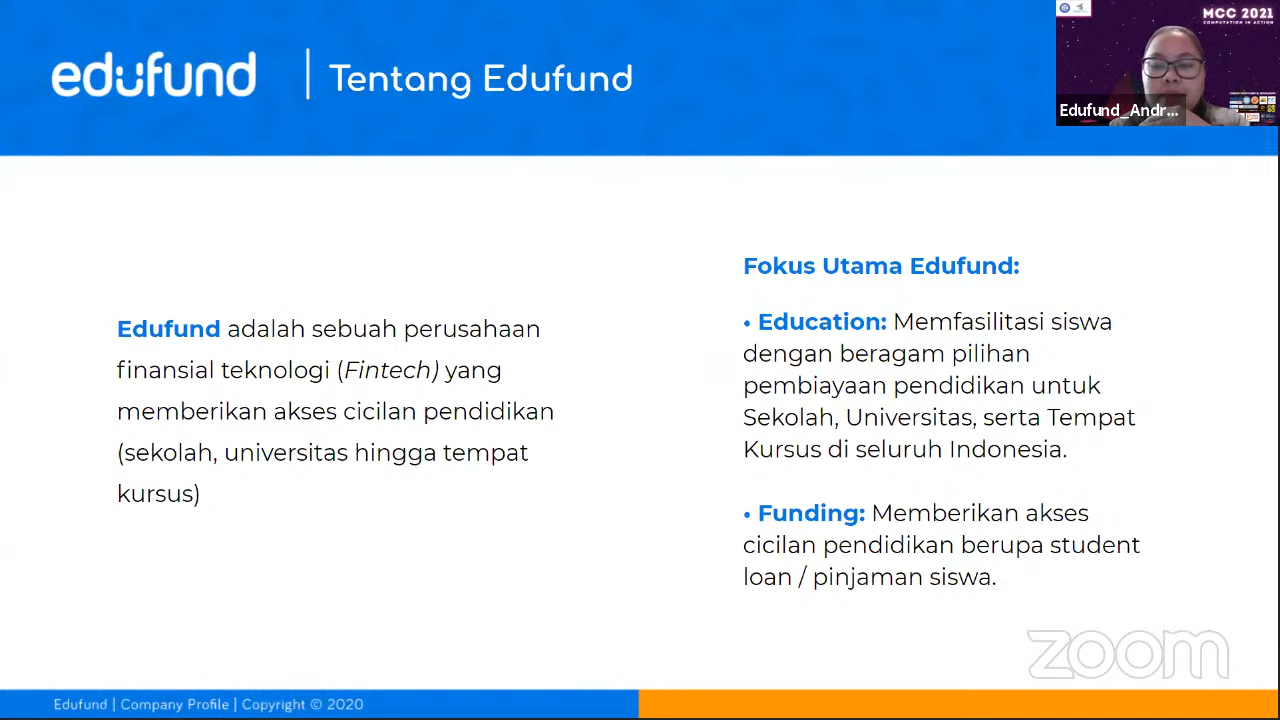 edufund
Tentang Edufund
MCC 2021
COMPUTATION IN ACTION
Edufund_Andr...
Edufund adalah sebuah perusahaan
finansial teknologi (Fintech) yang
memberikan akses cicilan pendidikan
(sekolah, universitas hingga tempat
kursus)
Fokus Utama Edufund:
• Education: Memfasilitasi siswa
dengan beragam pilihan
pembiayaan pendidikan untuk
Sekolah, Universitas, serta Tempat
Kursus di seluruh Indonesia.
• Funding: Memberikan akses
cicilan pendidikan berupa student
loan / pinjaman siswa.
zoom
Edufund | Company Profile | Copyright © 2020